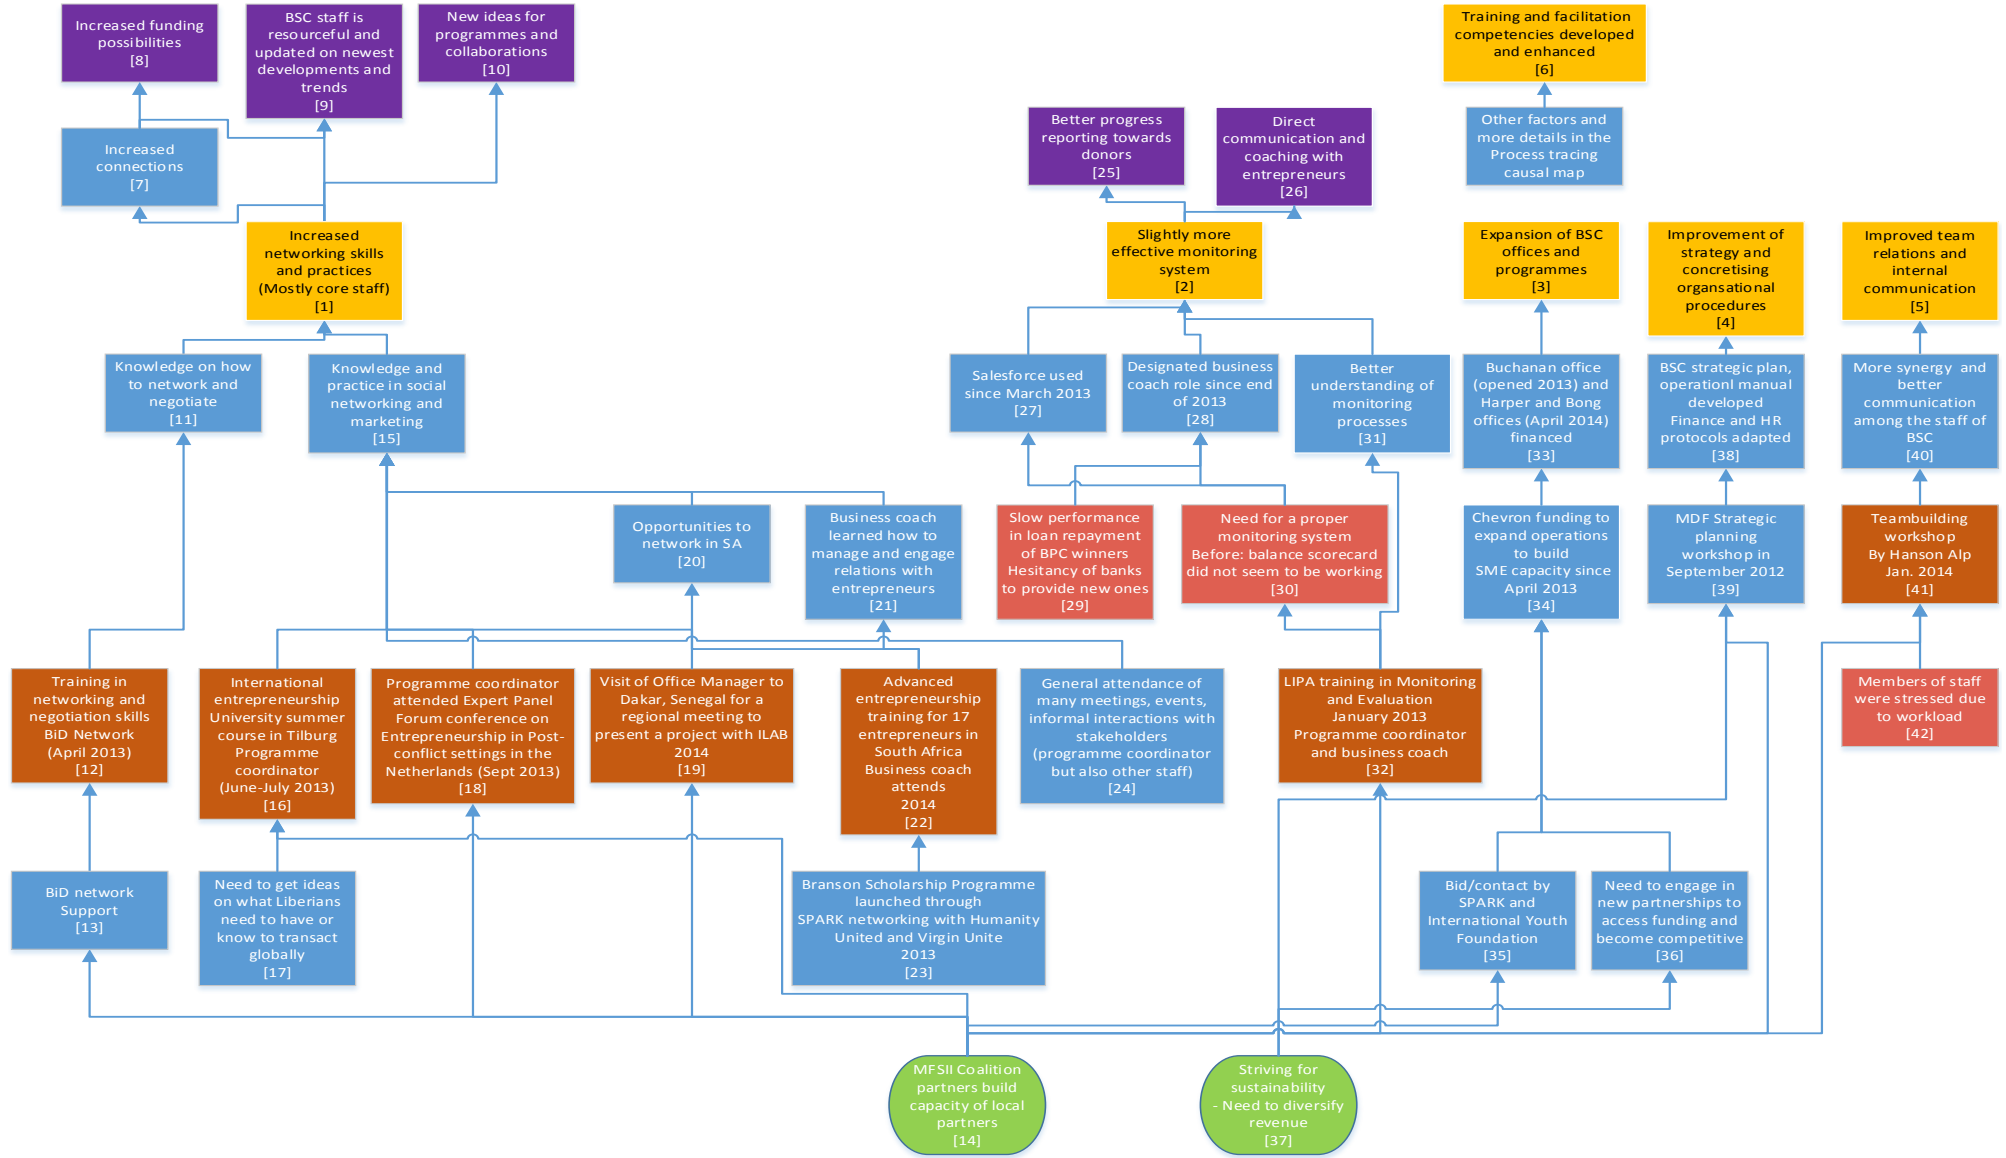 Increased funding
possibilities
[8]
BSC staff is
resourceful and
updated on newest
developments and
trends
[9]
New ideas for
programmes and
collaborations
[10]
Training and facilitation
competencies developed
and enhanced
[6]
Increased
connections
[7]
Better progress
reporting towards
donors
[25]
Direct
communication and
coaching with
entrepreneurs
[26]
Other factors and
more details in the
Process tracing
causal map
Increased
networking skills
and practices
(Mostly core staff)
[1]
Slightly more
effective monitoring
system
[2]
Expansion of BSC
offices and
programmes
[3]
Improvement of
strategy and
concretising
organsational
procedures
[4]
Improved team
relations and
internal
communication
[5]
Knowledge on how
to network and
negotiate
[11]
Knowledge and
practice in social
networking and
marketing
[15]
Salesforce used
since March 2013
[27]
Designated business
coach role since end
of 2013
[28]
Better
understanding of
monitoring
processes
[31]
Buchanan office
(opened 2013) and
Harper and Bong
offices (April 2014)
financed
[33]
BSC strategic plan,
operationl manual
developed
Finance and HR
protocols adapted
[38]
More synergy and
better
communication
among the staff of
BSC
[40]
Opportunities to
network in SA
[20]
Business coach
learned how to
manage and engage
relations with
entrepreneurs
[21]
Slow performance
in loan repayment
of BPC winners
Hesitancy of banks
to provide new ones
[29]
Need for a proper
monitoring system
Before: balance scorecard
did not seem to be working
[30]
Chevron funding to
expand operations
to build
SME capacity since
April 2013
[34]
MDF Strategic
planning
workshop in
September 2012
[39]
Teambuilding
workshop
By Hanson Alp
Jan. 2014
[41]
Training in
networking and
negotiation skills
BiD Network
(April 2013)
[12]
International
entrepreneurship
University summer
course in Tilburg
Programme
coordinator
(June-July 2013)
[16]
Programme coordinator
attended Expert Panel
Forum conference on
Entrepreneurship in Post-
conflict settings in the
Netherlands (Sept 2013)
[18]
Visit of Office Manager to
Dakar, Senegal for a
regional meeting to
present a project with ILAB
2014
[19]
Advanced
entrepreneurship
training for 17
entrepreneurs in
South Africa
Business coach
attends
2014
[22]
General attendance of
many meetings, events,
informal interactions with
stakeholders
(programme coordinator
but also other staff)
[24]
LIPA training in Monitoring
and Evaluation
January 2013
Programme coordinator
and business coach
[32]
Members of staff
were stressed due
to workload
[42]
BiD network
Support
[13]
Need to get ideas
on what Liberians
need to have or
know to transact
globally
[17]
Branson Scholarship Programme
launched through
SPARK networking with Humanity
United and Virgin Unite
2013
[23]
Bid/contact by
SPARK and
International Youth
Foundation
[35]
Need to engage in
new partnerships to
access funding and
become competitive
[36]
MFSII Coalition
partners build
capacity of local
partners
[14]
Striving for
sustainability
- Need to diversify
revenue
[37]